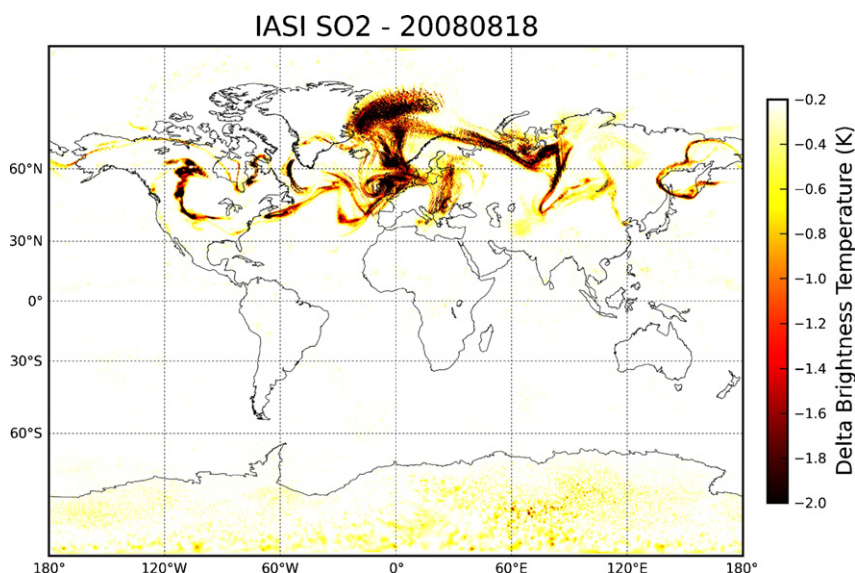 IASI SO2 - 20080818
60°N
30°N
0°
30°S
60°S
180°
120°W
60°W
0°
60°E
120°E
180°
−0.2
−0.4
−0.6
−0.8
−1.0
−1.2
−1.4
−1.6
−1.8
−2.0
Delta Brightness Temperature (K)